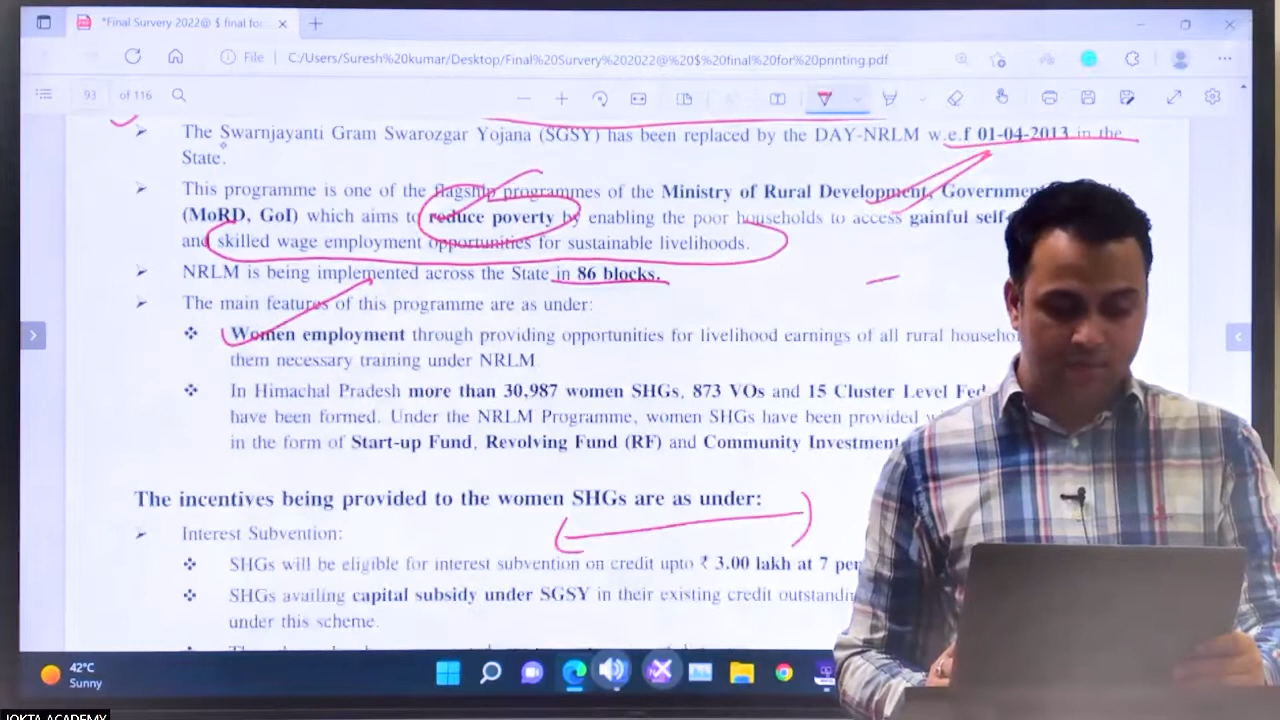 *Final Survery 2022@ $ final for
File
C:/Users/Suresh%20kumar/Desktop/Final%20Survery%202022@%20$%20final%20for%20printing.pdf
93 of 116
The Swarnjayanti Gram Swarozgar Yojana (SGSY) has been replaced by the DAY-NRLM w.e.f 01-04-2013 in the
State.
This programme is one of the flagship programmes of the Ministry of Rural Development, Government
(MoRD, GoI) which aims to reduce poverty by enabling the poor households to access gainful self-
and skilled wage employment opportunities for sustainable livelihoods.
NRLM is being implemented across the State in 86 blocks.
The main features of this programme are as under:
Women employment through providing opportunities for livelihood earnings of all rural
them necessary training under NRLM
In Himachal Pradesh more than 30,987 women SHGs, 873 VOs and 15 Cluster Level
have been formed. Under the NRLM Programme, women SHGs have been provided
in the form of Start-up Fund, Revolving Fund (RF) and Community Investment
The incentives being provided to the women SHGs are as under:
Interest Subvention:
SHGs will be eligible for interest subvention on credit upto ₹ 3.00 lakh at 7 per
SHGs availing capital subsidy under SGSY in their existing credit
under this scheme.
42°C
Sunny
JOKTA ACADEMY